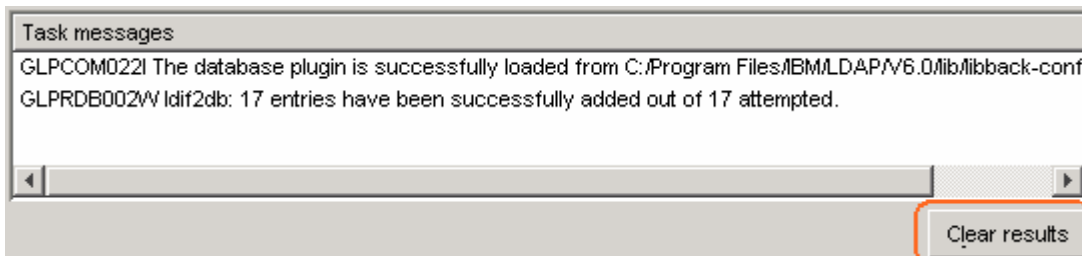 Task messages
GLPCOM022I The database plugin is successfully loaded from C:/Program Files/IBM/LDAP/V6.0/lib/libback-conf
GLPRDB002W ldif2db: 17 entries have been successfully added out of 17 attempted.
Clear results